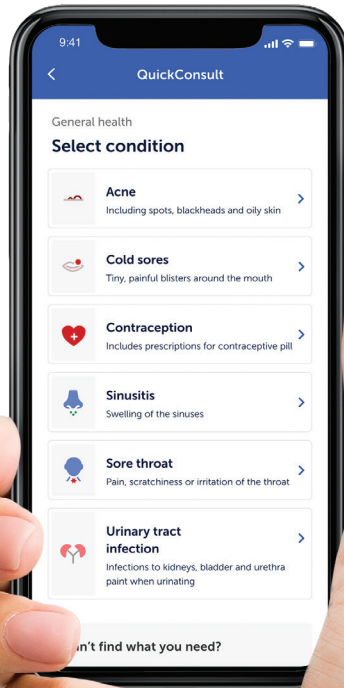 9:41
QuickConsult
General health
Select condition
Acne
Including spots, blackheads and oily skin
Cold sores
Tiny, painful blisters around the mouth
Contraception
Includes prescriptions for contraceptive pill
Sinusitis
Swelling of the sinuses
Sore throat
Pain, scratchiness or irritation of the throat
Urinary tract
infection
Infections to kidneys, bladder and urethra
paint when urinating
find what you need?